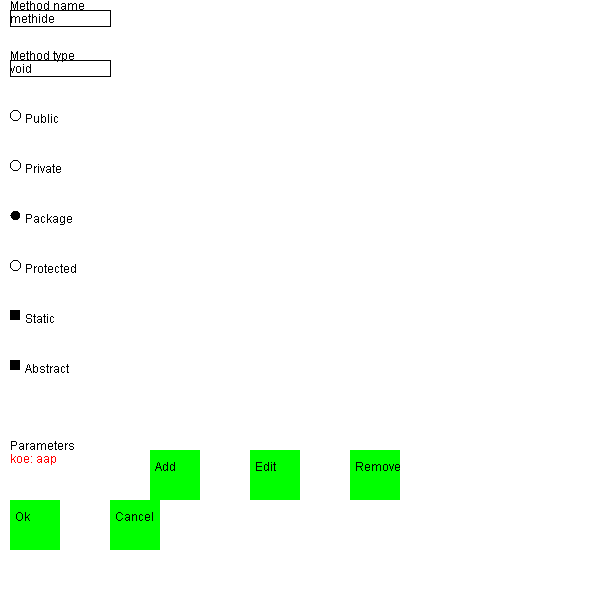 Method name
methide
Method type
void
Public
Private
Package
Protected
Static
Abstract
Parameters
koe: aap
Add Edit Remove
Ok Cancel